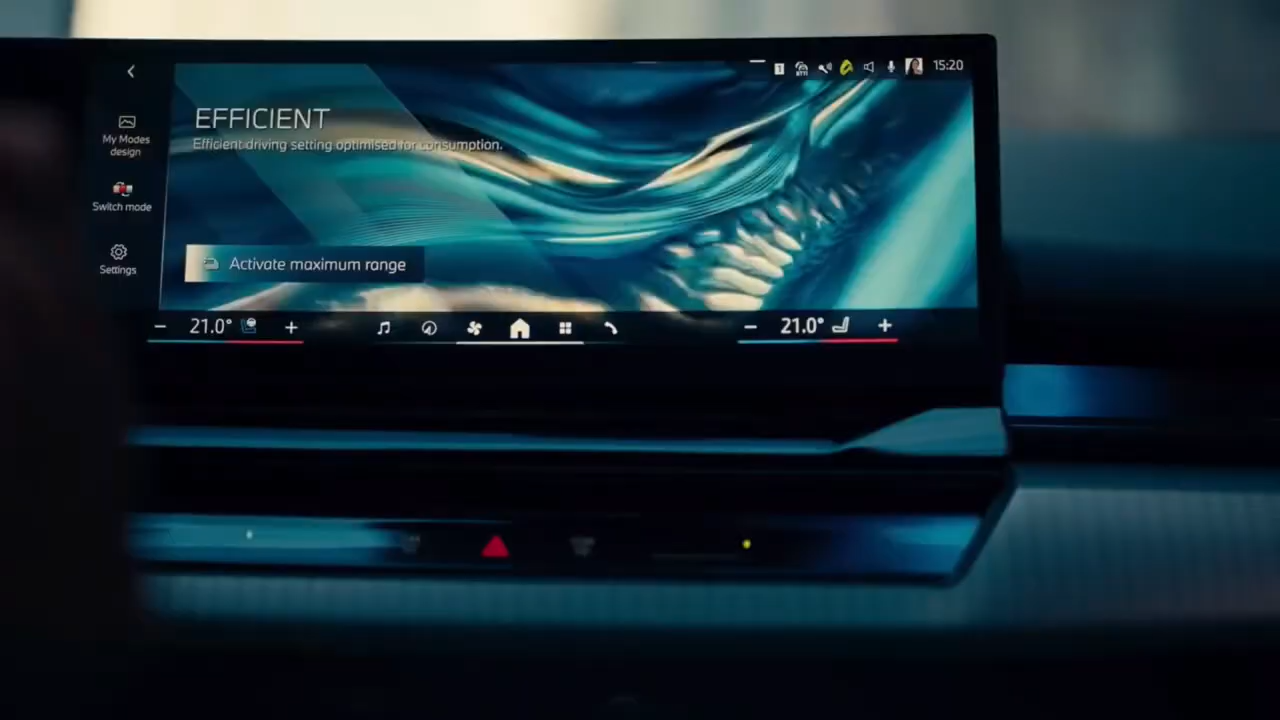 15:20
EFFICIENT
Efficient driving setting optimised for consumption.
My Modes
design
Switch mode
Settings
Activate maximum range
21.0°
21.0°